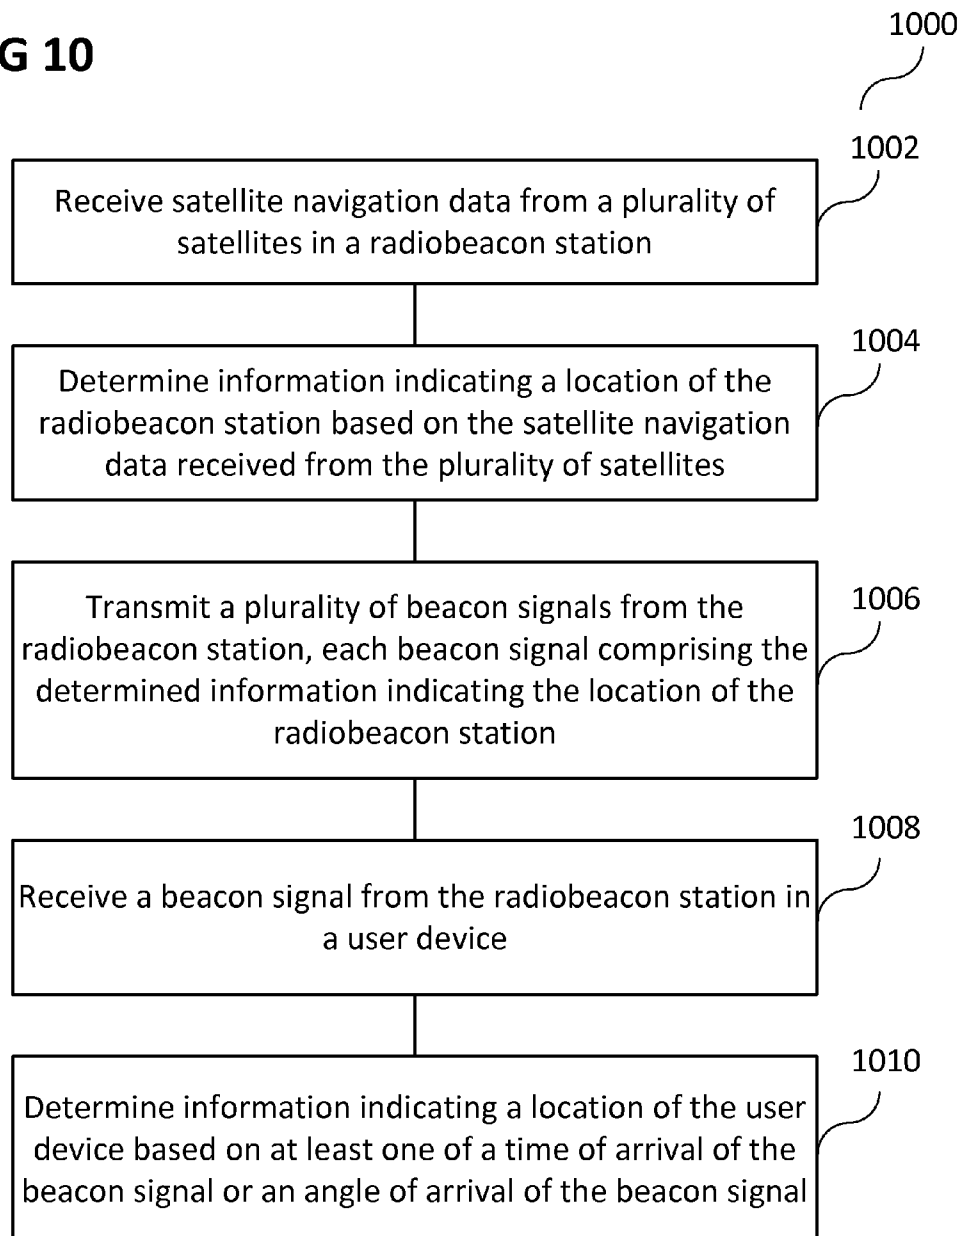 G 10
1000
1002
Receive satellite navigation data from a plurality of
satellites in a radiobeacon station
1004
Determine information indicating a location of the
radiobeacon station based on the satellite navigation
data received from the plurality of satellites
1006
Transmit a plurality of beacon signals from the
radiobeacon station, each beacon signal comprising the
determined information indicating the location of the
radiobeacon station
1008
Receive a beacon signal from the radiobeacon station in
a user device
1010
Determine information indicating a location of the user
device based on at least one of a time of arrival of the
beacon signal or an angle of arrival of the beacon signal